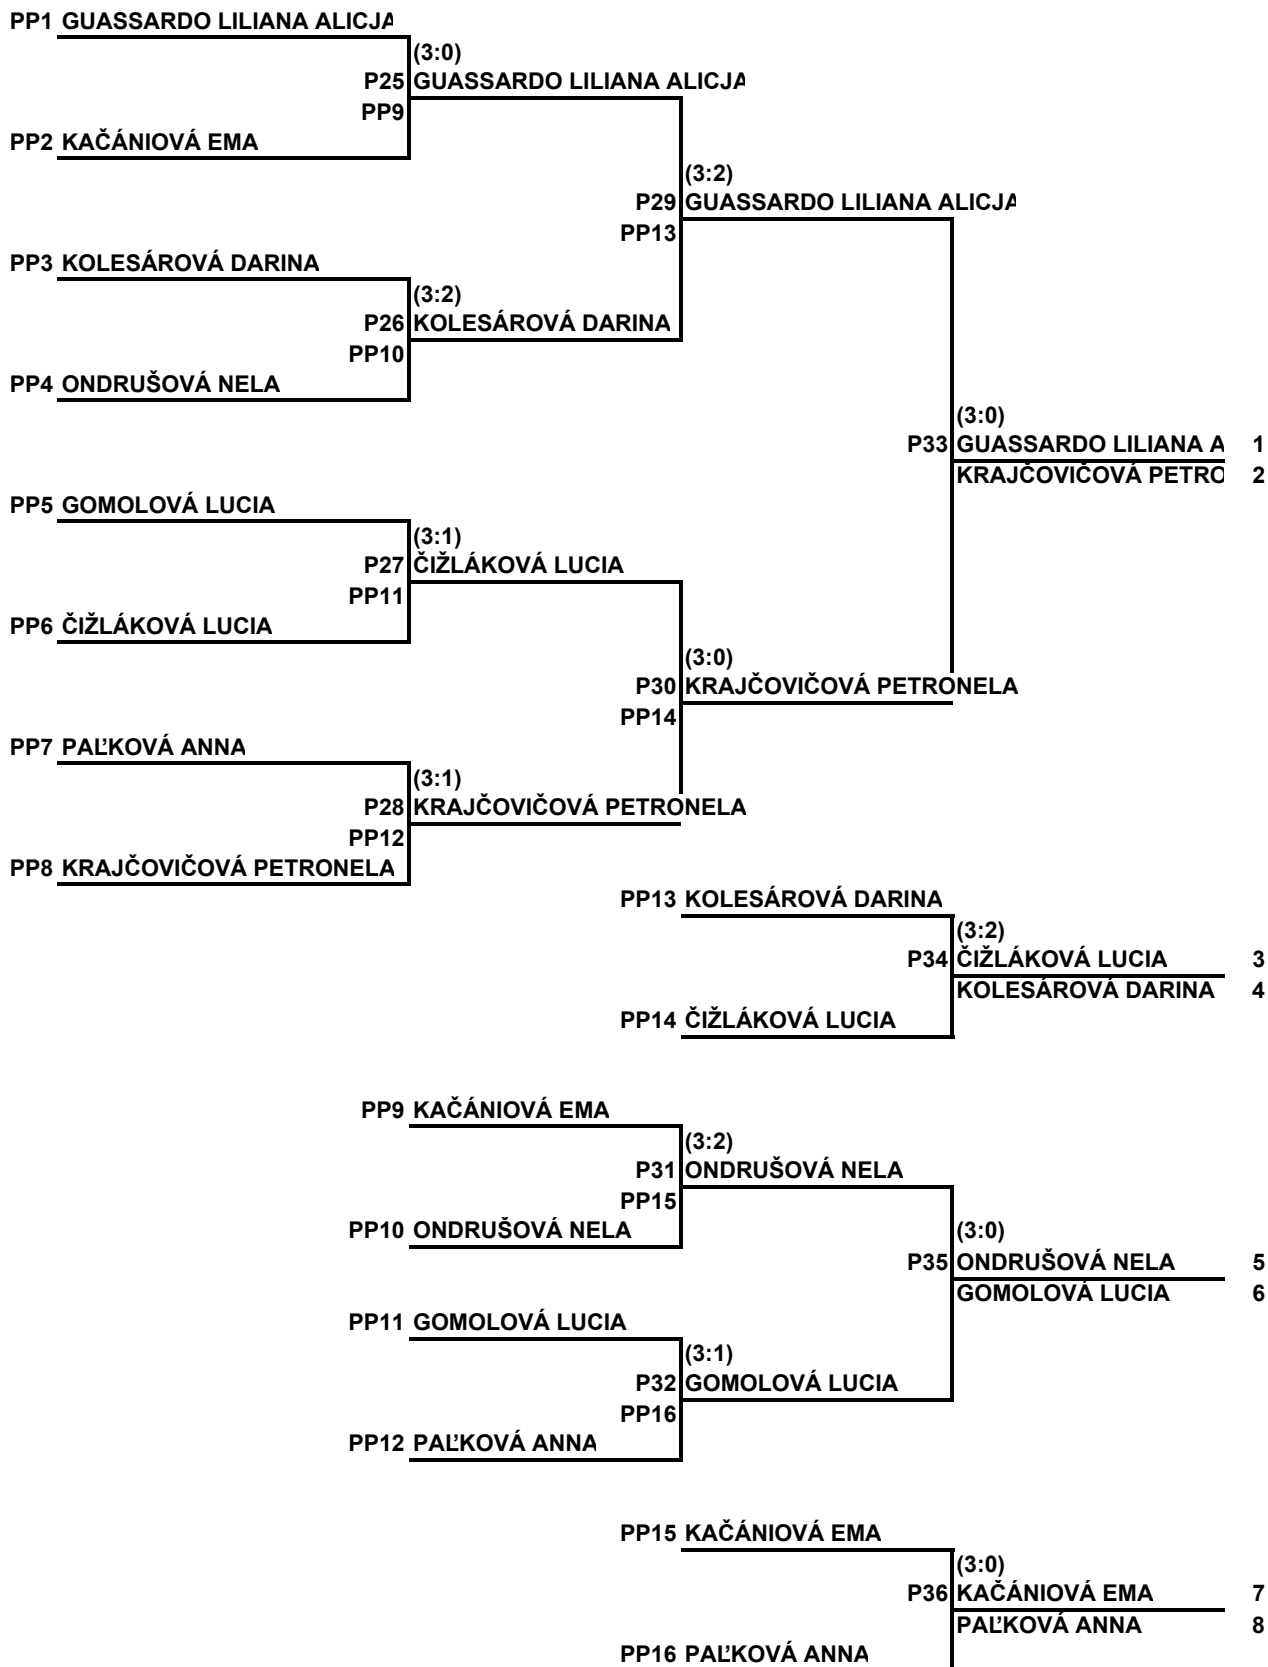 PP1 GUASSARDO LILIANA ALICJA
(3:0)
P25 GUASSARDO LILIANA ALICJA
PP9
PP2 KAČÁNIOVÁ EMA
(3:2)
P29 GUASSARDO LILIANA ALICJA
PP13
PP3 KOLESÁROVÁ DARINA
(3:2)
P26 KOLESÁROVÁ DARINA
PP10
PP4 ONDRUŠOVÁ NELA
(3:0)
P33 GUASSARDO LILIANA A 1
KRAJČOVIČOVÁ PETRO 2
PP5 GOMOLOVÁ LUCIA
(3:1)
P27 ČIŽLÁKOVÁ LUCIA
PP11
PP6 ČIŽLÁKOVÁ LUCIA
(3:0)
P30 KRAJČOVIČOVÁ PETRONELA
PP14
PP7 PAĽKOVÁ ANNA
(3:1)
P28 KRAJČOVIČOVÁ PETRONELA
PP12
PP8 KRAJČOVIČOVÁ PETRONELA
PP13 KOLESÁROVÁ DARINA
(3:2)
P34 ČIŽLÁKOVÁ LUCIA 3
KOLESÁROVÁ DARINA 4
PP14 ČIŽLÁKOVÁ LUCIA
PP9 KAČÁNIOVÁ EMA
(3:2)
P31 ONDRUŠOVÁ NELA
PP15
PP10 ONDRUŠOVÁ NELA
(3:0)
P35 ONDRUŠOVÁ NELA 5
GOMOLOVÁ LUCIA 6
PP11 GOMOLOVÁ LUCIA
(3:1)
P32 GOMOLOVÁ LUCIA
PP16
PP12 PAĽKOVÁ ANNA
PP15 KAČÁNIOVÁ EMA
(3:0)
P36 KAČÁNIOVÁ EMA 7
PAĽKOVÁ ANNA 8
PP16 PAĽKOVÁ ANNA